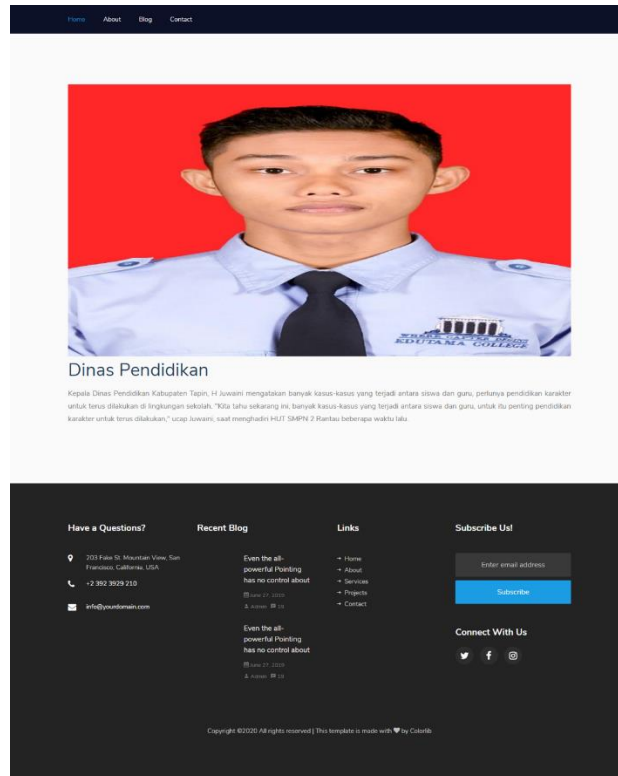 Home About Blog Contact
WHERE CAREER BEGINS
EDUTAMA COLLEGE
Dinas Pendidikan
Kepala Dinas Pendidikan Kabupaten Tapin, H Juwaini mengatakan banyak kasus-kasus yang terjadi antara siswa dan guru, perlunya pendidikan karakter
untuk terus dilakukan di lingkungan sekolah, "Kita tahu sekarang ini, banyak kasus-kasus yang terjadi antara siswa dan guru, untuk itu penting pendidikan
karakter untuk terus dilakukan," ucap Juwaini, saat menghadiri HUT SMPN 2 Rantau beberapa waktu lalu.
Have a Questions?
203 Fake St. Mountain View, San
Francisco, California, USA
+2 392 3929 210
info@yourdomain.com
Recent Blog
Even the all-
powerful Pointing
has no control about
June 27, 2019
Admin 19
Even the all-
powerful Pointing
has no control about
June 27, 2019
Admin 19
Links
→ Home
→ About
→ Services
→ Projects
→ Contact
Subscribe Us!
Enter email address
Subscribe
Connect With Us
Copyright ©2020 All rights reserved | This template is made with ♥ by Colorlib